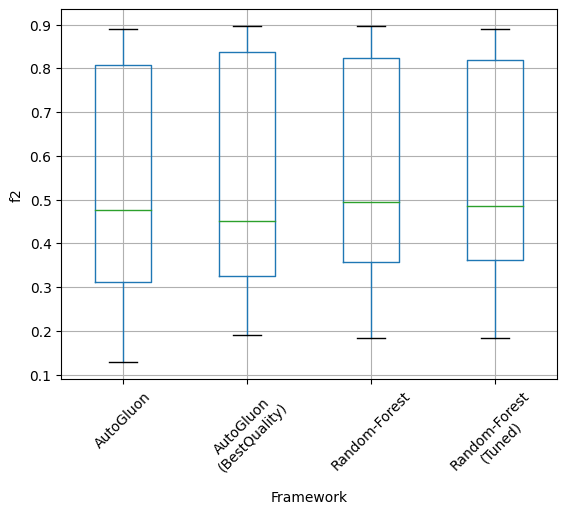 0.9
0.8
0.7
0.6
0.5
0.4
0.3
0.2
0.1
f2
AutoGluon
AutoGluon
(BestQuality)
Random-Forest
Random-Forest
(Tuned)
Framework